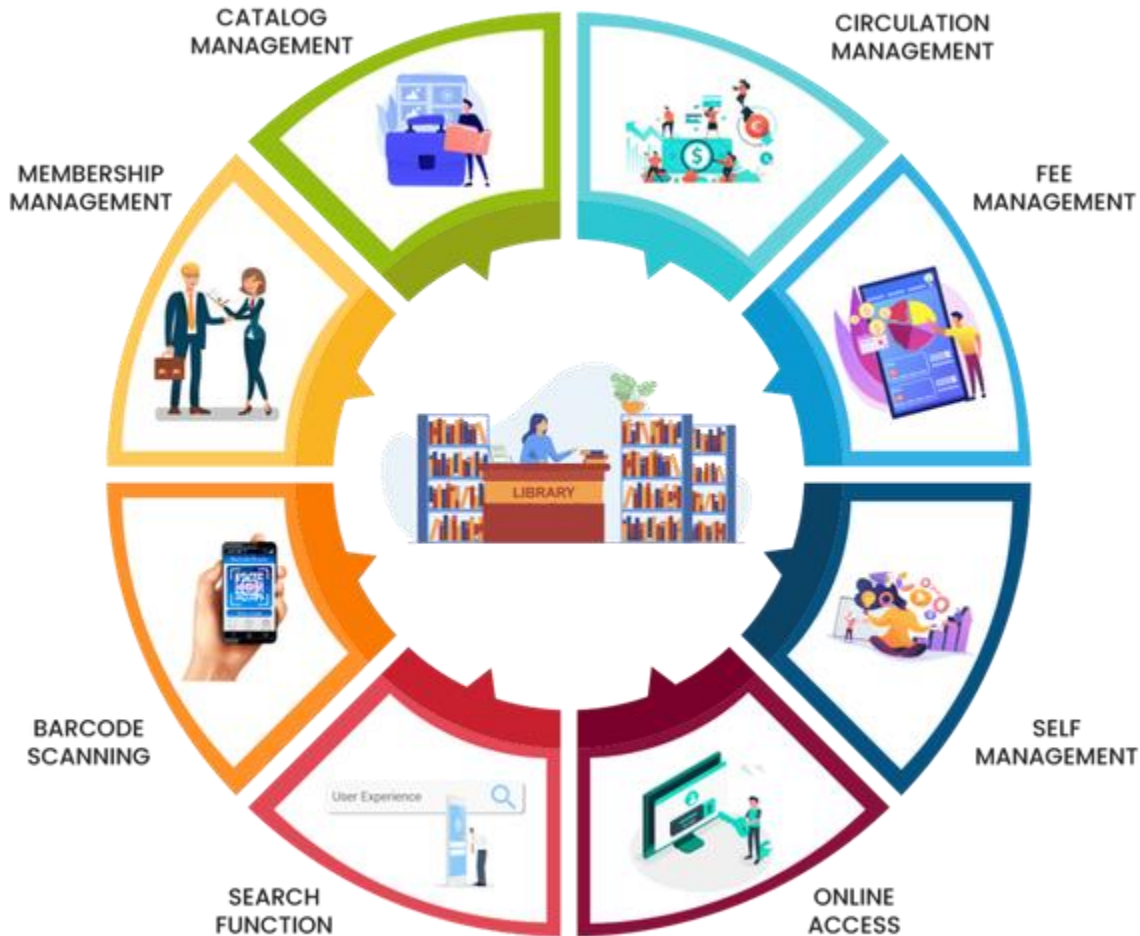 CATALOG
MANAGEMENT
CIRCULATION
MANAGEMENT
MEMBERSHIP
MANAGEMENT
FEE
MANAGEMENT
LIBRARY
BARCODE
SCANNING
SELF
MANAGEMENT
User Experience
SEARCH
FUNCTION
ONLINE
ACCESS